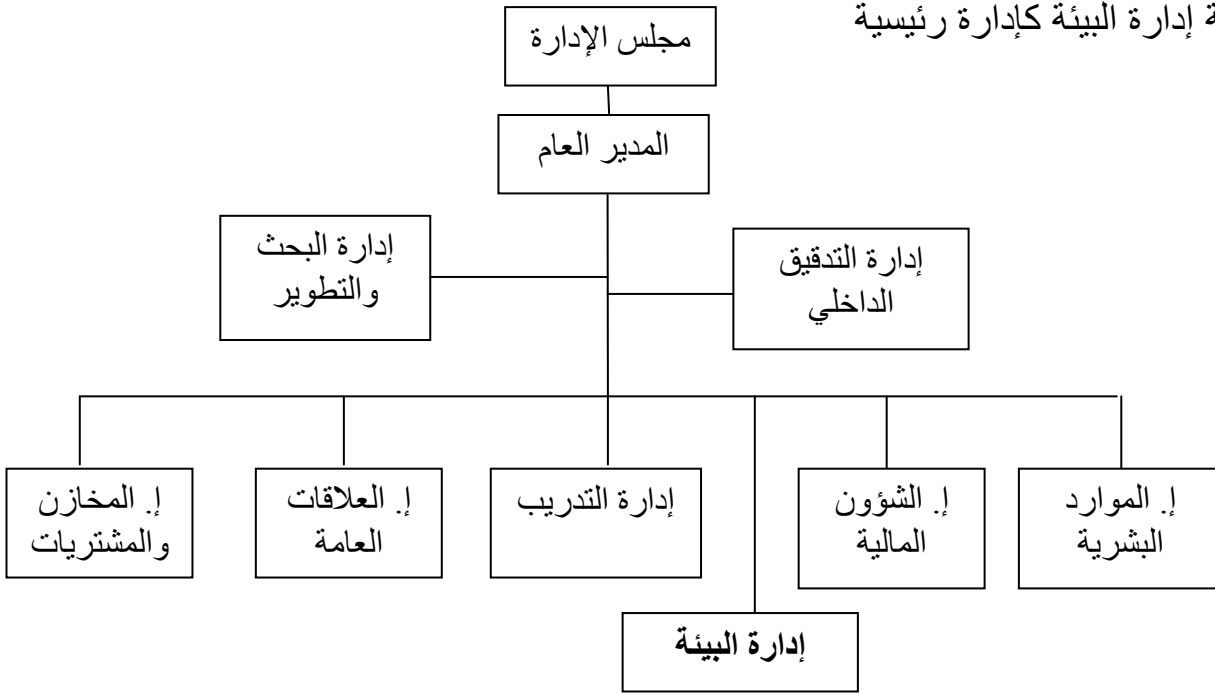 إدارة البيئة كإدارة رئيسية
مجلس الإدارة
المدير العام
إدارة التدقيق
الداخلي
إدارة البحث
والتطوير
إ. الموارد
البشرية
إ. الشؤون
المالية
إدارة التدريب
إ. العلاقات
العامة
إ. المخازن
والمشتريات
إدارة البيئة